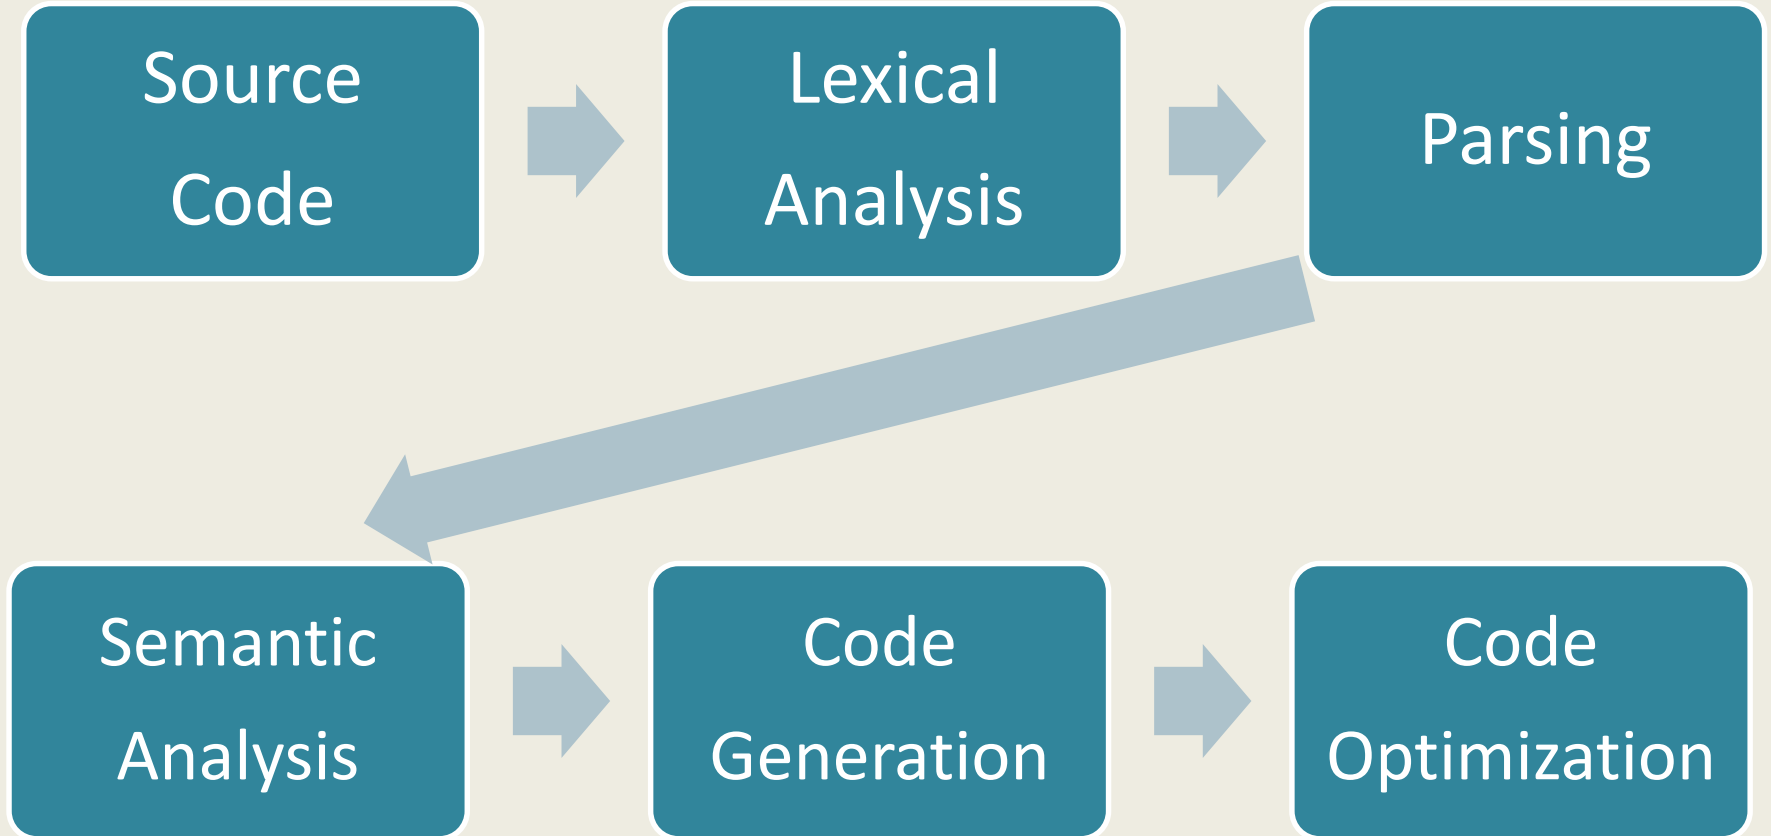 Source
Code
Lexical
Analysis
Parsing
Semantic
Analysis
Code
Generation
Code
Optimization